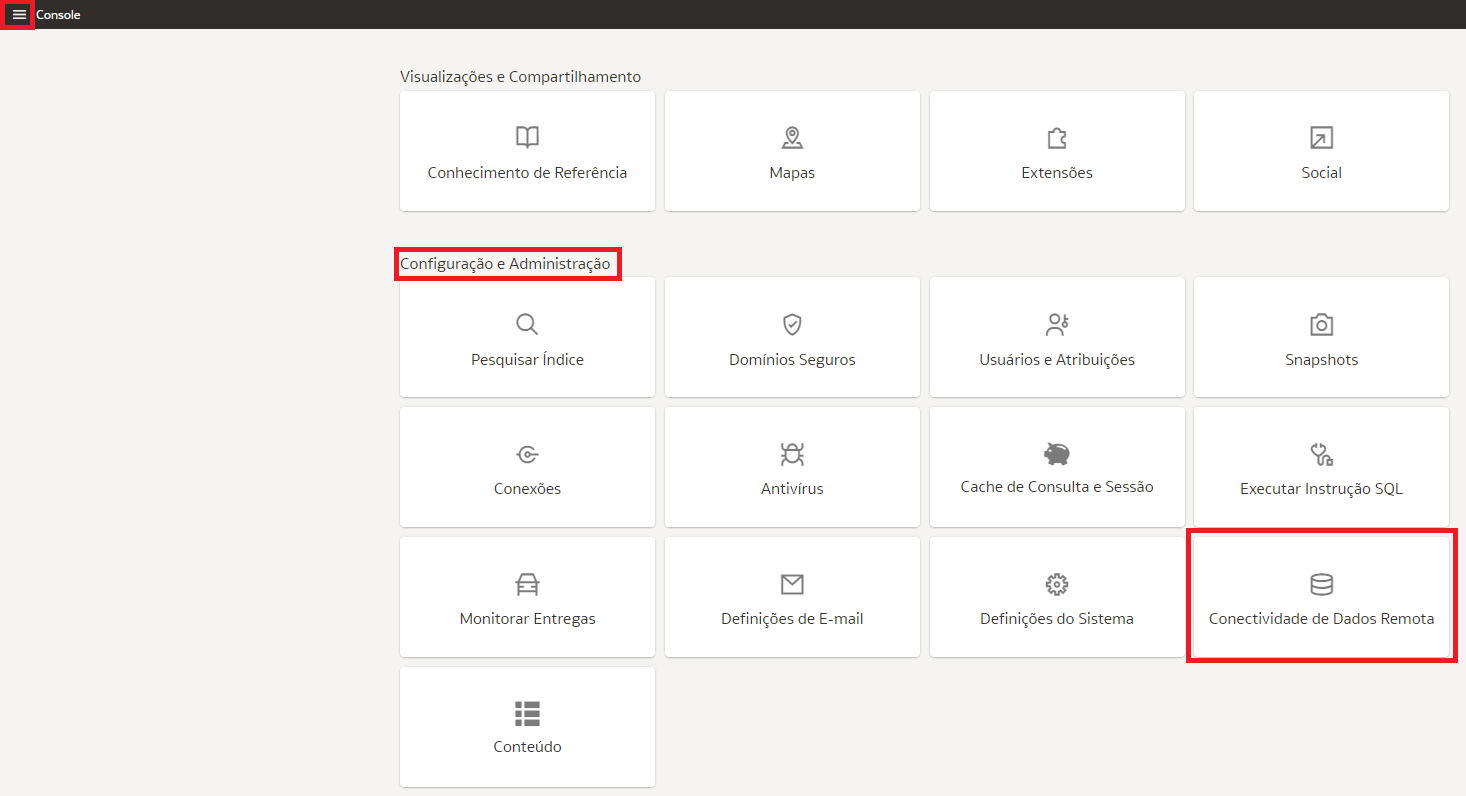 Console
Visualizações e Compartilhamento
Conhecimento de Referência
Mapas
Extensões
Social
Configuração e Administração
Pesquisar Índice
Domínios Seguros
Usuários e Atribuições
Snapshots
Conexões
Antivírus
Cache de Consulta e Sessão
Executar Instrução SQL
Monitorar Entregas
Definições de E-mail
Definições do Sistema
Conectividade de Dados Remota
Conteúdo